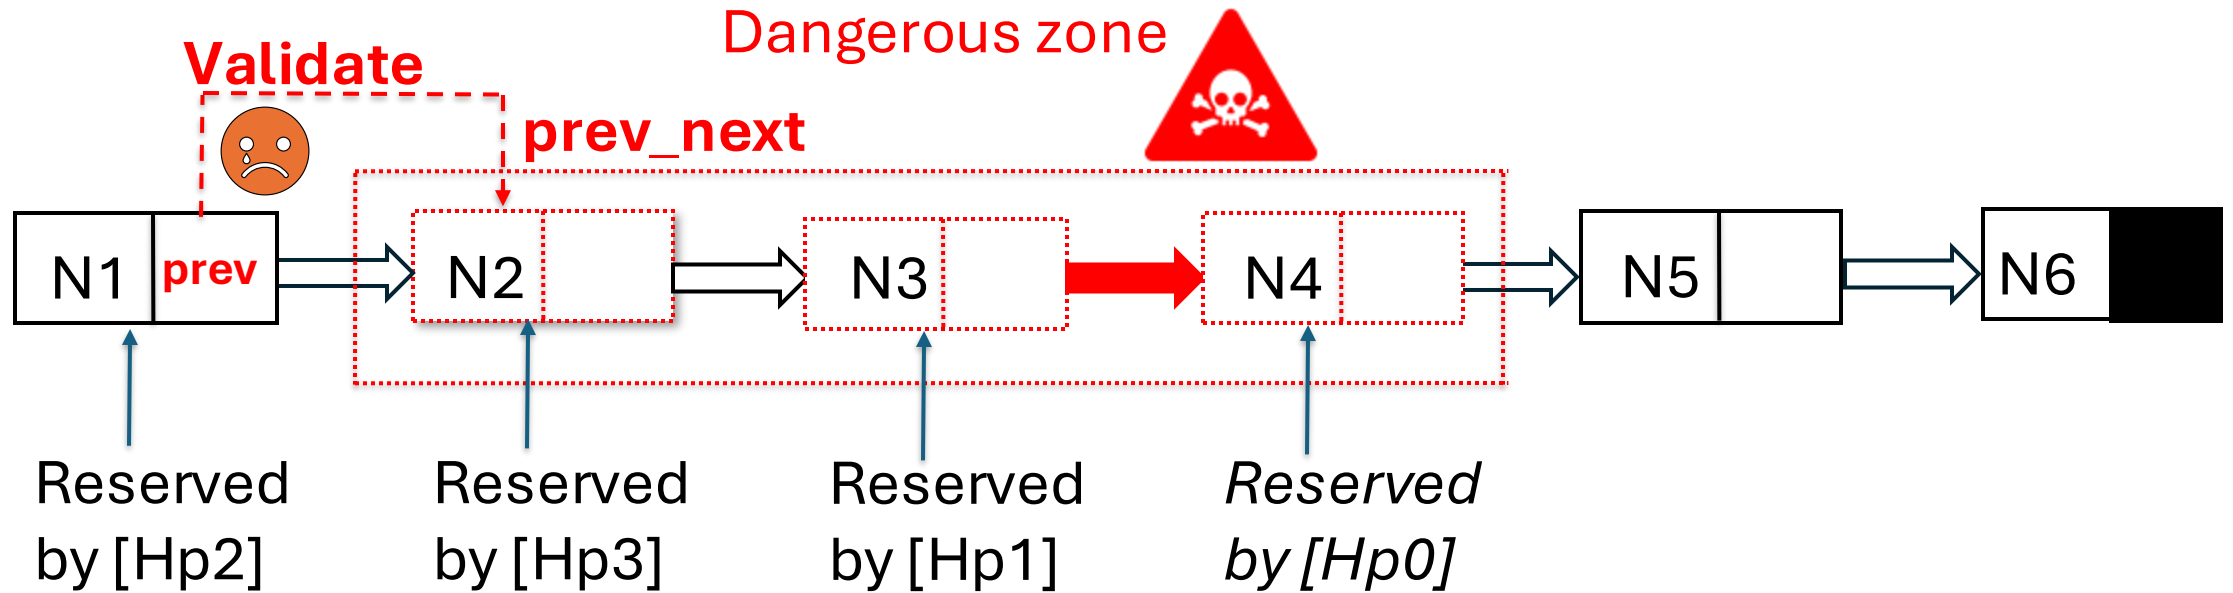 Dangerous zone
Validate
prev_next
N1 prev N2 N3 N4 N5 N6
Reserved
by [Hp2]
Reserved
by [Hp3]
Reserved
by [Hp1]
Reserved
by [Hp0]